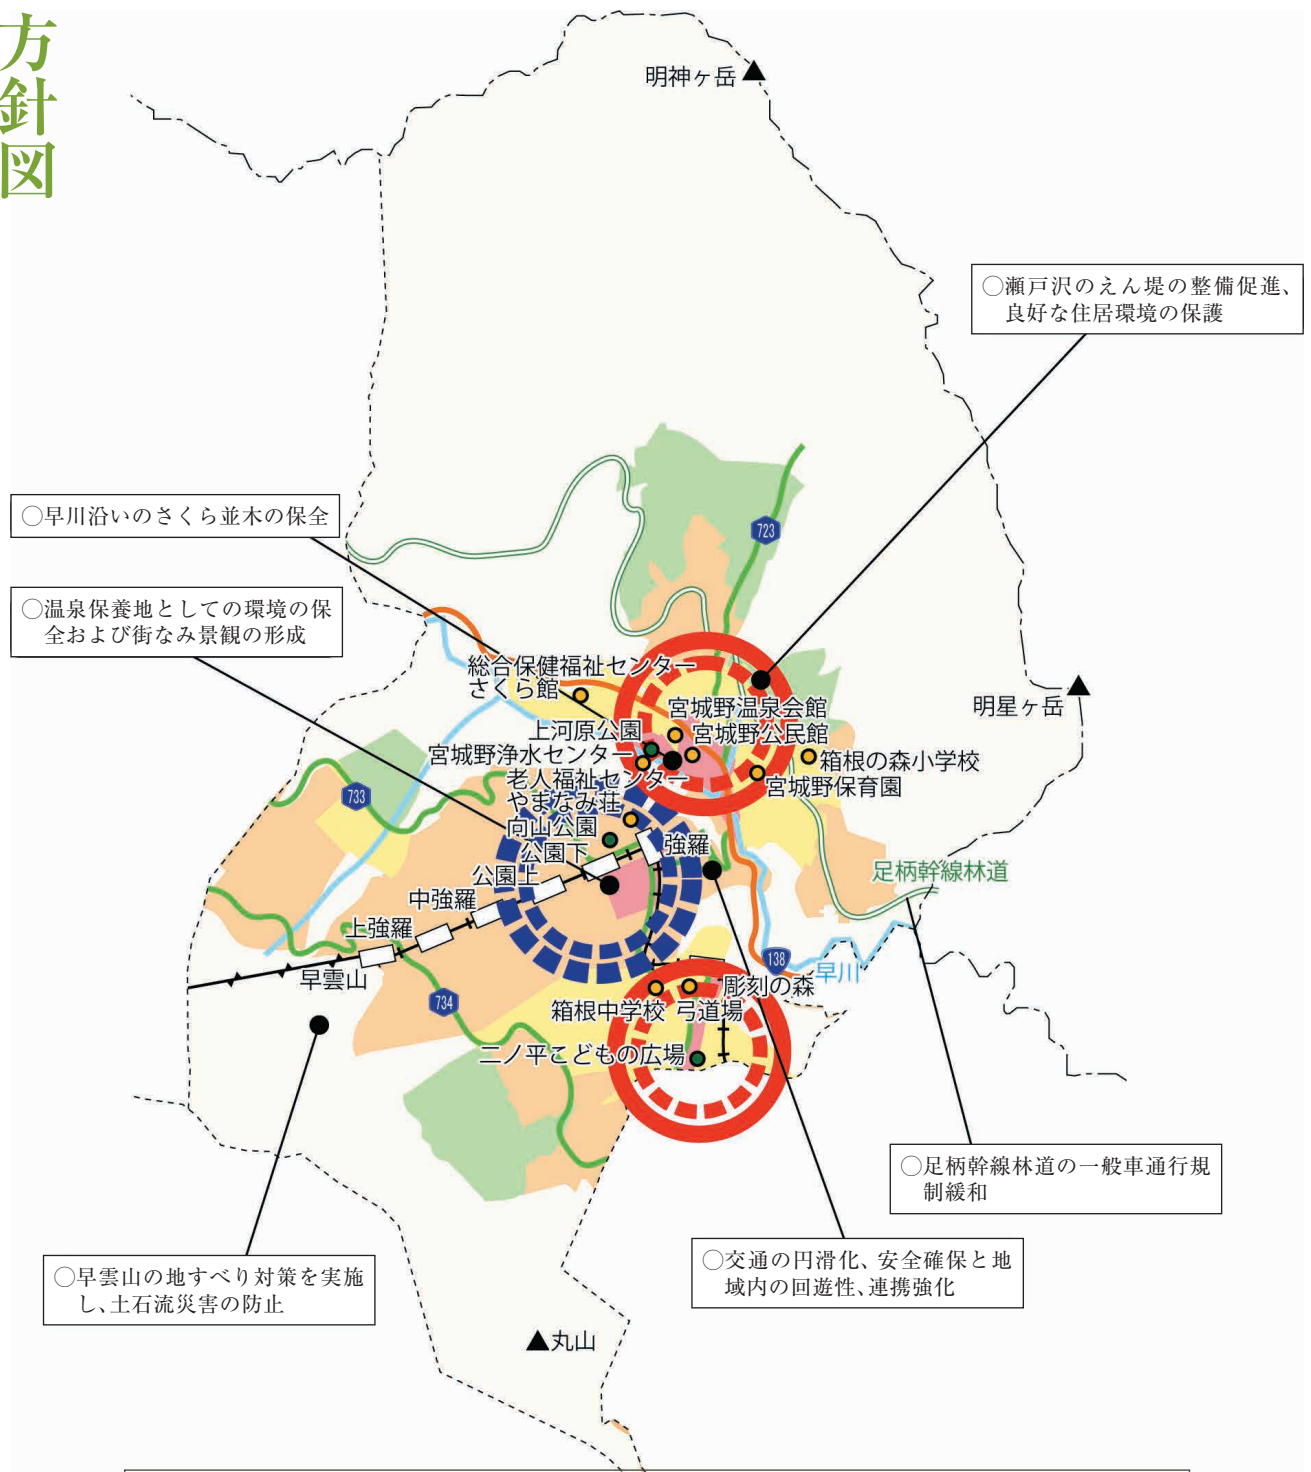 方針図
明神ヶ岳
○瀬戸沢のえん堤の整備促進、
良好な住居環境の保護
○早川沿いのさくら並木の保全
723
○温泉保養地としての環境の保
全および街なみ景観の形成
総合保健福祉センター
さくら館
明星ヶ岳
宮城野温泉会館
上河原公園
宮城野公民館
宮城野浄水センター
箱根の森小学校
老人福祉センター
やまなみ荘
宮城野保育園
733
向山公園
公園下
強羅
公園上
足柄幹線林道
中強羅
上強羅
早雲山
138
早川
734
彫刻の森
箱根中学校
弓道場
二ノ平こどもの広場
○足柄幹線林道の一般車通行規
制緩和
○交通の円滑化、安全確保と地
域内の回遊性、連携強化
○早雲山の地すべり対策を実施
し、土石流災害の防止
丸山